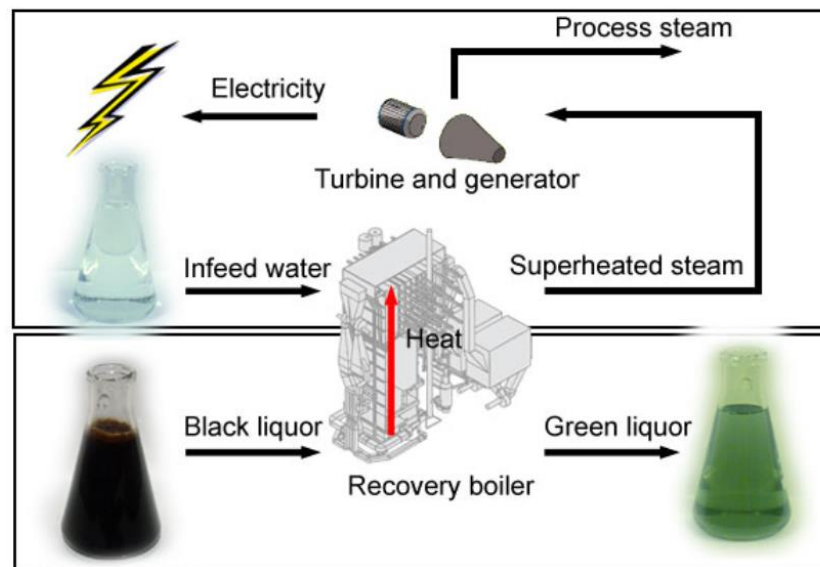 Process steam
Electricity
Turbine and generator
Infeed water
Superheated steam
Heat
Black liquor
Green liquor
Recovery boiler